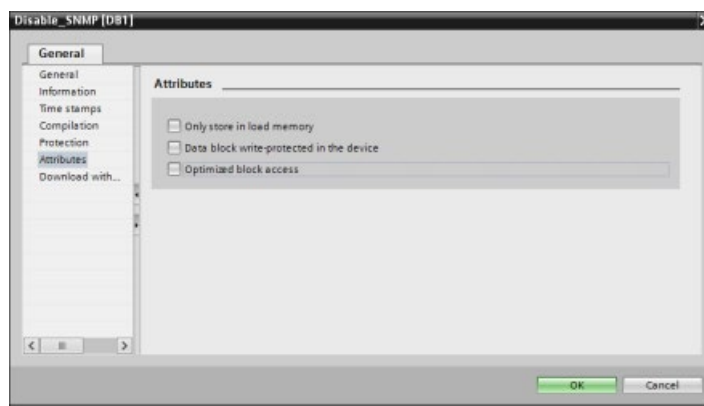 Disable_SNMP [DB1]
General
General
Information
Time stamps
Compilation
Protection
Attributes
Download with...
Attributes
Only store in load memory
Data block write-protected in the device
Optimized block access
OK
Cancel